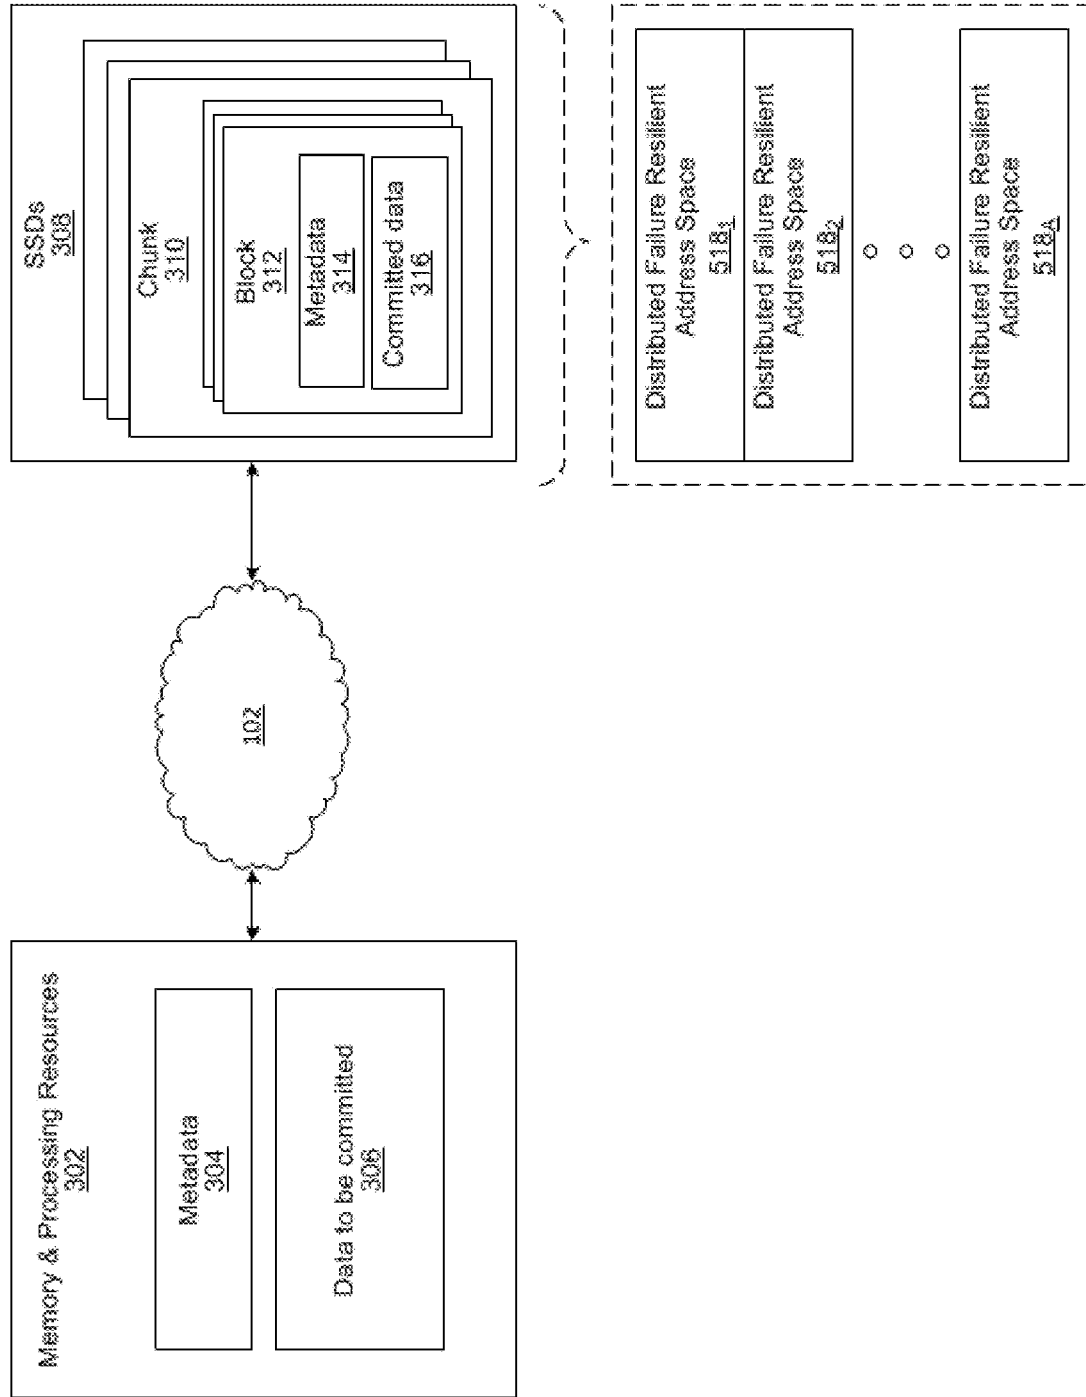 Memory & Processing Resources
302
Metadata
304
Data to be committed
306
102
SSDs
308
Chunk
310
Block
312
Metadata
314
Committed data
316
Distributed Failure Resilient
Address Space
518₁
Distributed Failure Resilient
Address Space
518₂
Distributed Failure Resilient
Address Space
518A